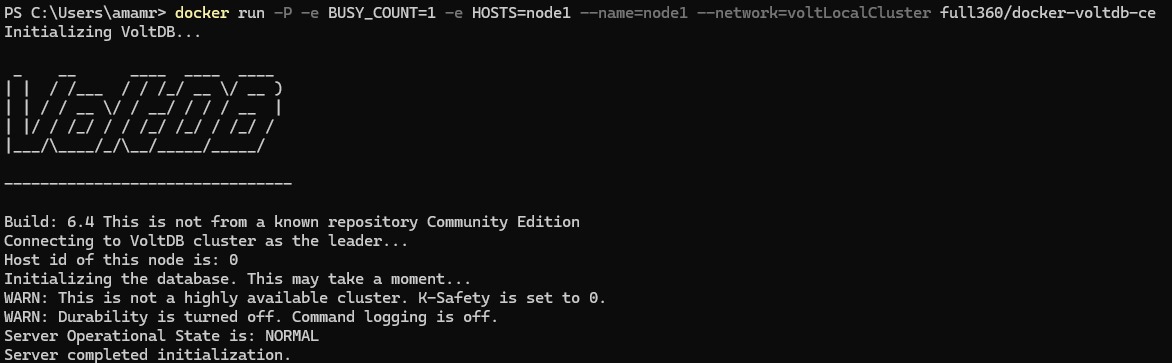 PS C:\Users\amamr> docker run -P -e BUSY_COUNT=1 -e HOSTS=node1 --name=node1 --network=voltLocalCluster full360/docker-voltdb-ce
Initializing VoltDB...
 _    __      ____  ____  ____
| |  / /___  / / /_/ __ \/ __ )
| | / / __ \/ / __/ / / / __  |
| |/ / /_/ / / /_/ /_/ / /_/ /
|___/\____/_/\__/_____/_____/
--------------------------------
Build: 6.4 This is not from a known repository Community Edition
Connecting to VoltDB cluster as the leader...
Host id of this node is: 0
Initializing the database. This may take a moment...
WARN: This is not a highly available cluster. K-Safety is set to 0.
WARN: Durability is turned off. Command logging is off.
Server Operational State is: NORMAL
Server completed initialization.